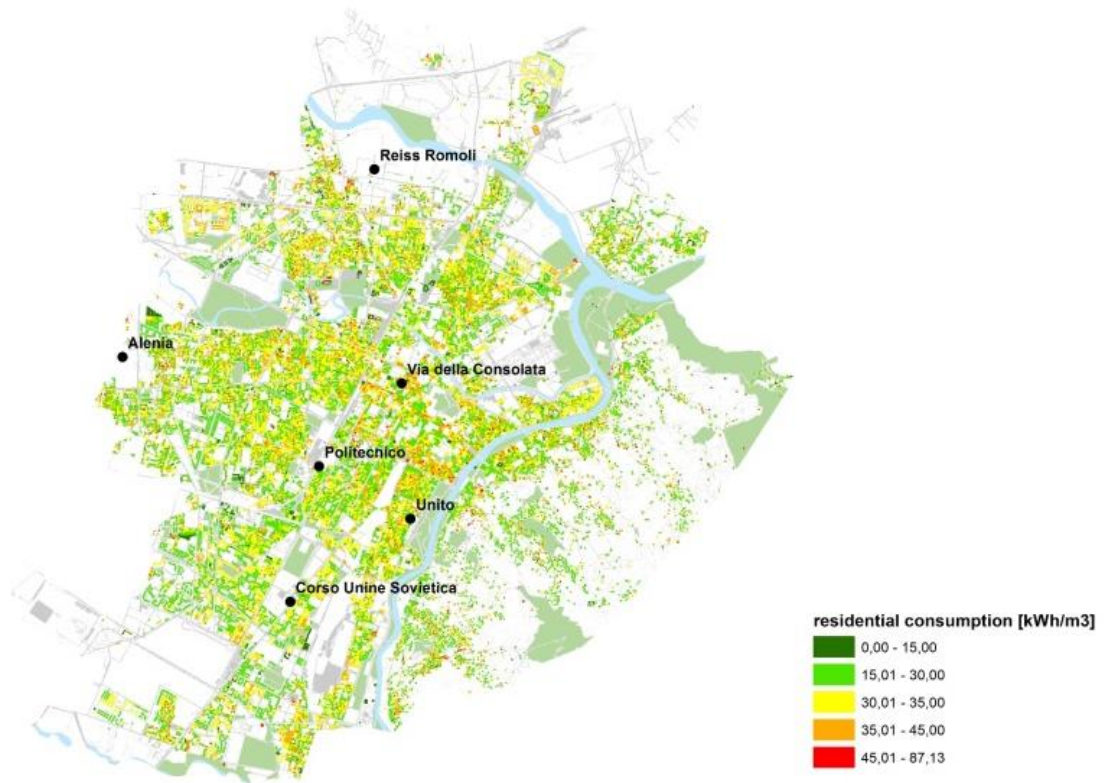 Reiss Romoli
Alenia
Via della Consolata
Politecnico
Unito
Corso Unine Sovietica
residential consumption [kWh/m3]
0,00 - 15,00
15,01 - 30,00
30,01 - 35,00
35,01 - 45,00
45,01 - 87,13